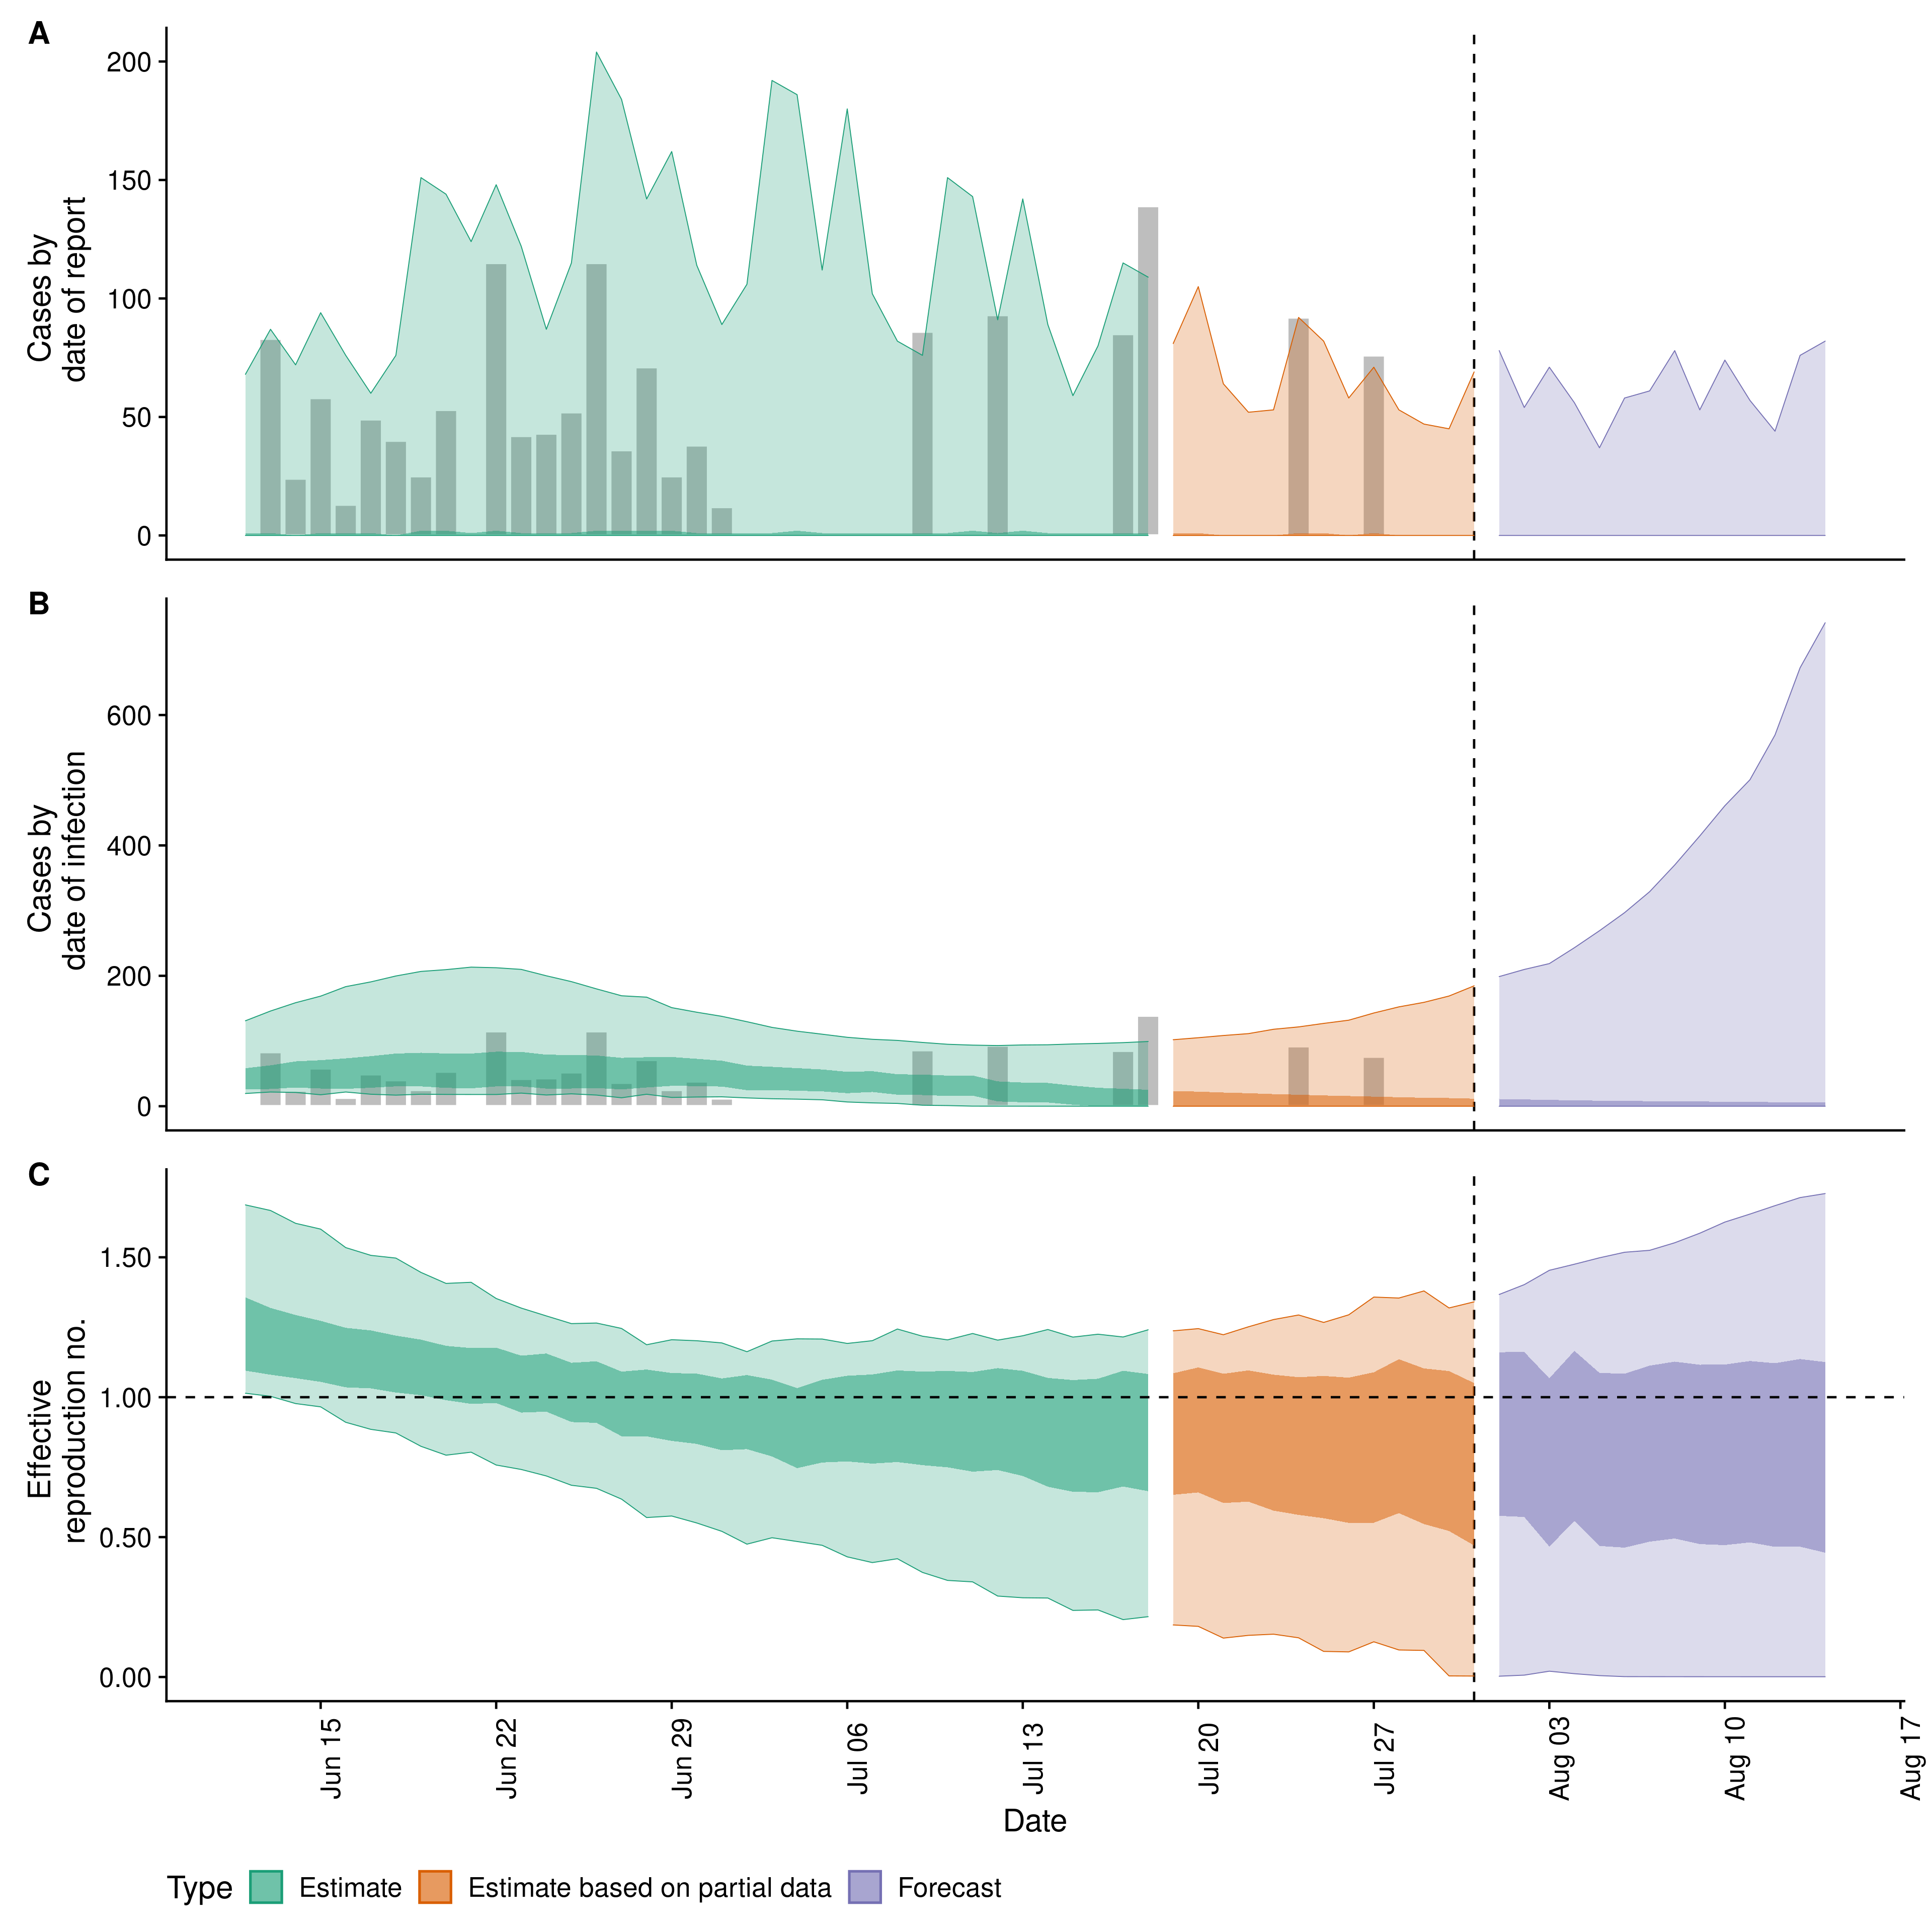 A
Cases by
date of report
200
150
100
50
0
B
Cases by
date of infection
600
400
200
0
C
Effective
reproduction no.
1.50
1.00
0.50
0.00
Jun 15
Jun 22
Jun 29
Jul 06
Jul 13
Jul 20
Jul 27
Aug 03
Aug 10
Aug 17
Date
Type Estimate Estimate based on partial data Forecast